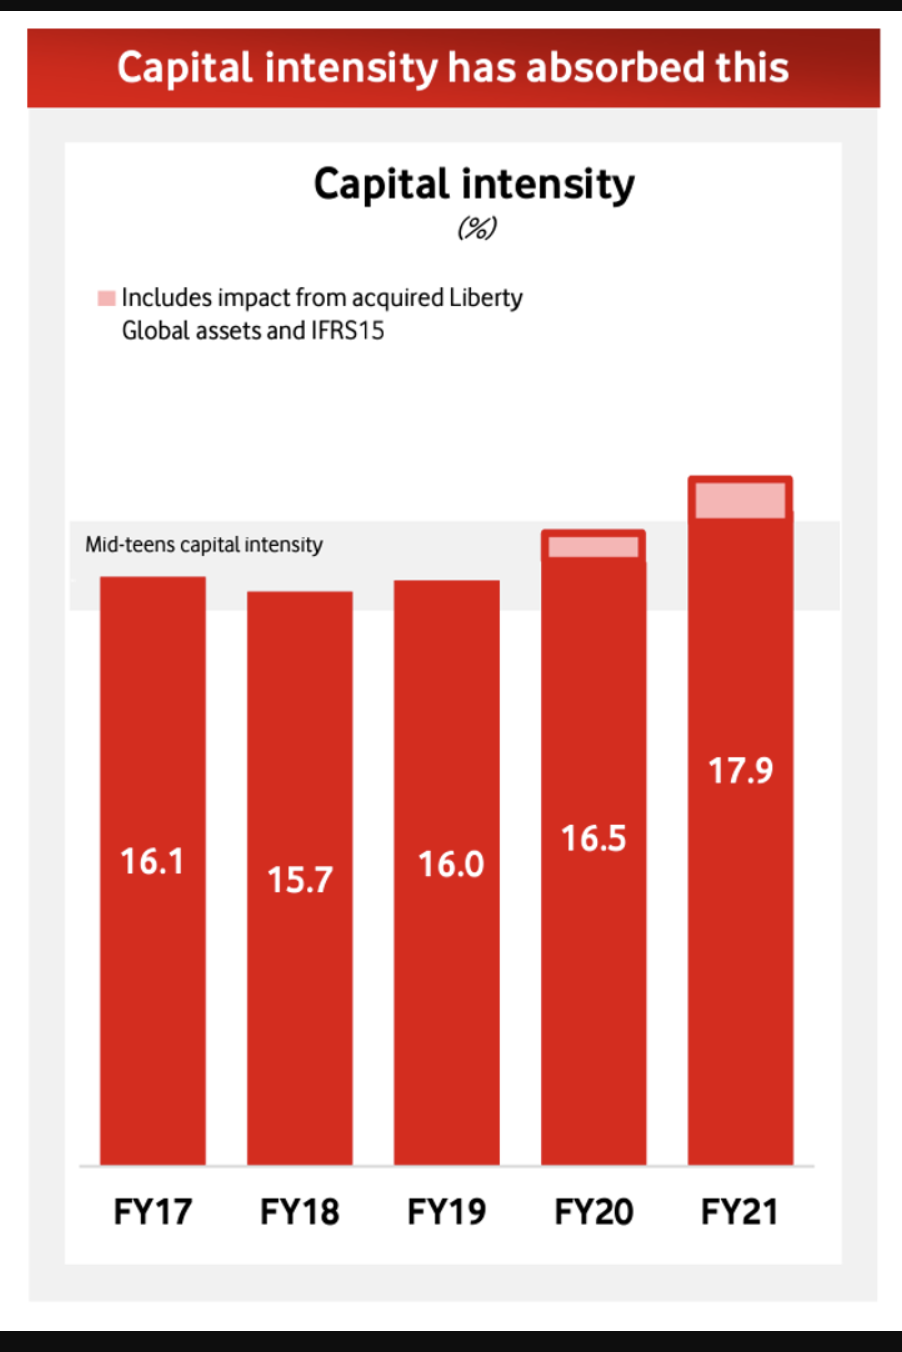 Capital intensity has absorbed this
Capital intensity
(%)
Includes impact from acquired Liberty
Global assets and IFRS15
Mid-teens capital intensity
16.1
15.7
16.0
16.5
17.9
FY17
FY18
FY19
FY20
FY21